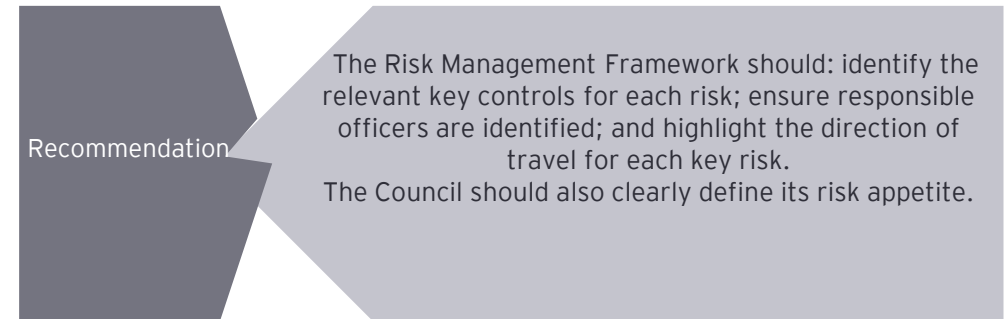 Recommendation
The Risk Management Framework should: identify the
relevant key controls for each risk; ensure responsible
officers are identified; and highlight the direction of
travel for each key risk.
The Council should also clearly define its risk appetite.